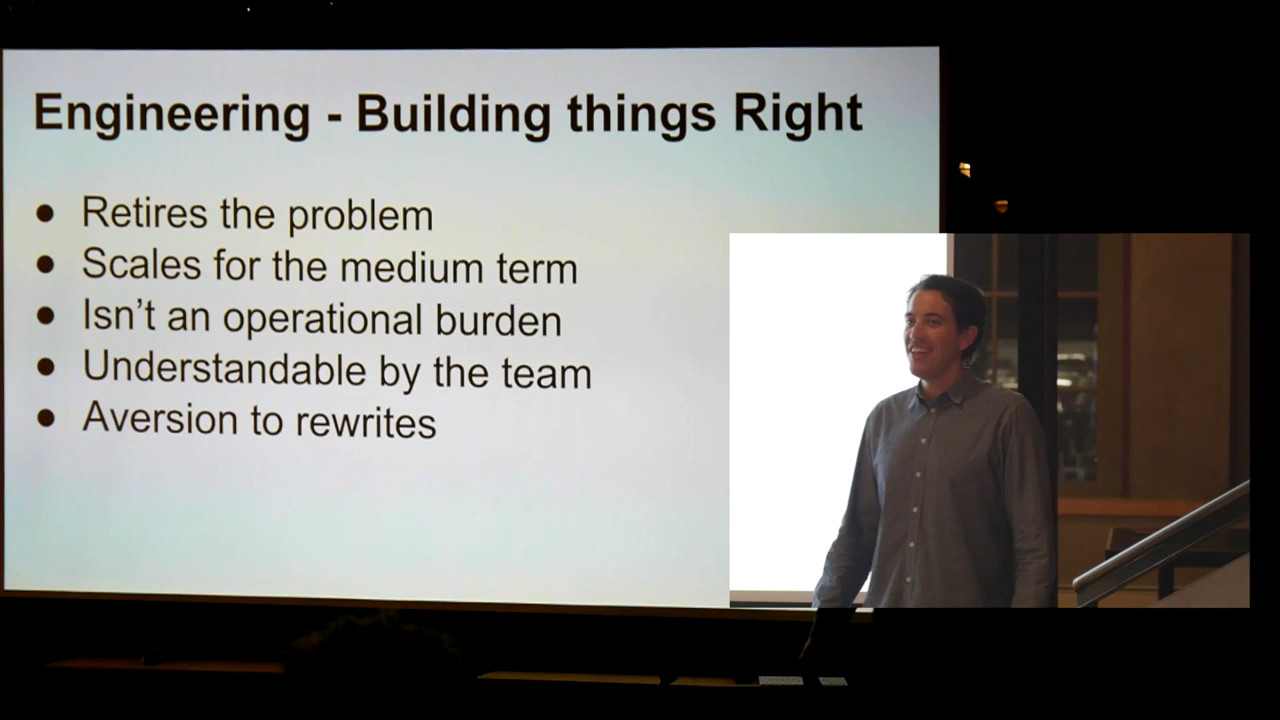 Engineering - Building things Right
● Retires the problem
● Scales for the medium term
● Isn't an operational burden
● Understandable by the team
● Aversion to rewrites